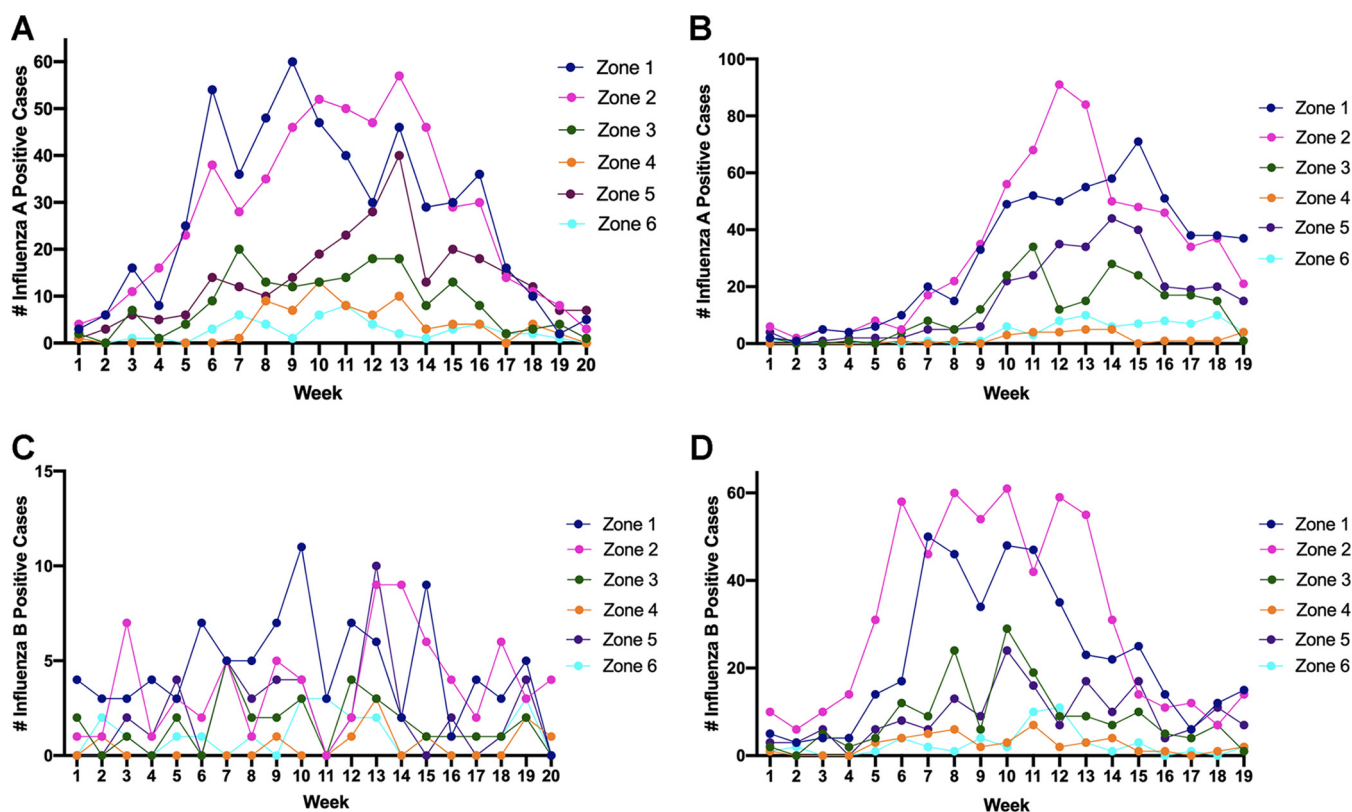 A
# Influenza A Positive Cases
60
50
40
30
20
10
0
1 2 3 4 5 6 7 8 9 10 11 12 13 14 15 16 17 18 19 20
Week
Zone 1
Zone 2
Zone 3
Zone 4
Zone 5
Zone 6
B
# Influenza A Positive Cases
100
80
60
40
20
0
1 2 3 4 5 6 7 8 9 10 11 12 13 14 15 16 17 18 19
Week
Zone 1
Zone 2
Zone 3
Zone 4
Zone 5
Zone 6
C
# Influenza B Positive Cases
15
10
5
0
1 2 3 4 5 6 7 8 9 10 11 12 13 14 15 16 17 18 19 20
Week
Zone 1
Zone 2
Zone 3
Zone 4
Zone 5
Zone 6
D
# Influenza B Positive Cases
60
40
20
0
1 2 3 4 5 6 7 8 9 10 11 12 13 14 15 16 17 18 19
Week
Zone 1
Zone 2
Zone 3
Zone 4
Zone 5
Zone 6